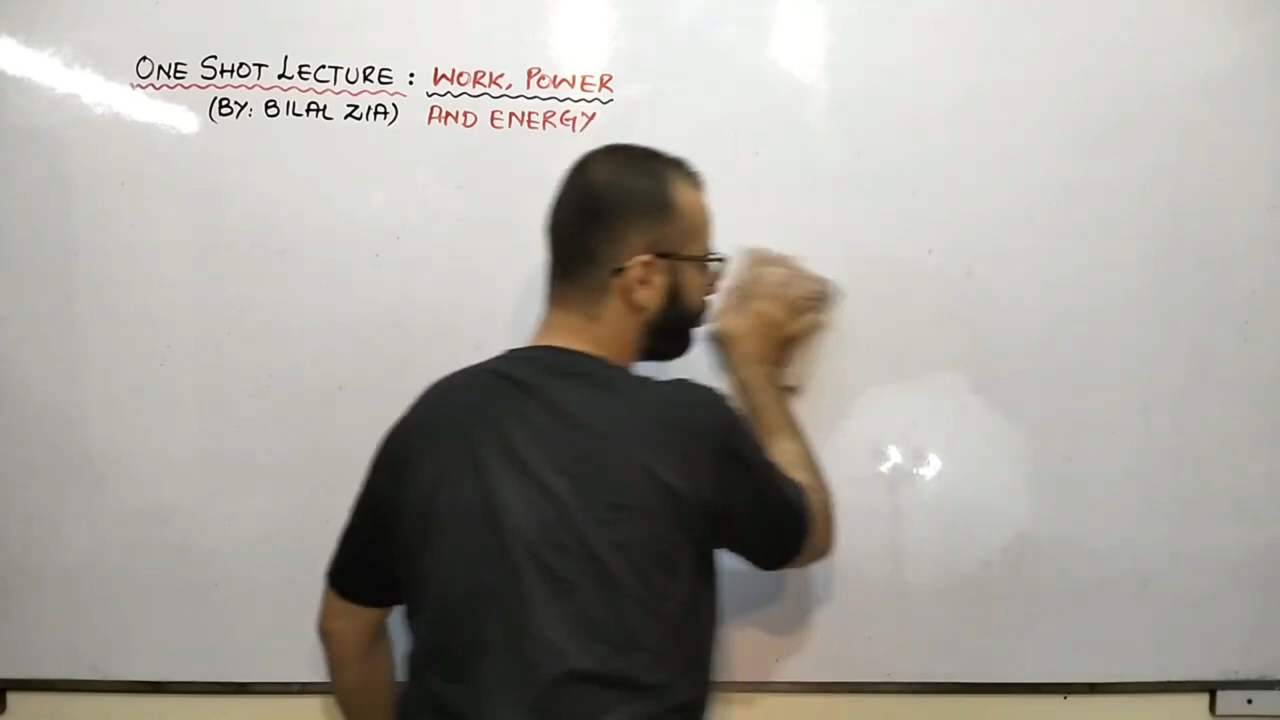 ONE SHOT LECTURE : WORK, POWER
(BY: BILAL ZIA) AND ENERGY